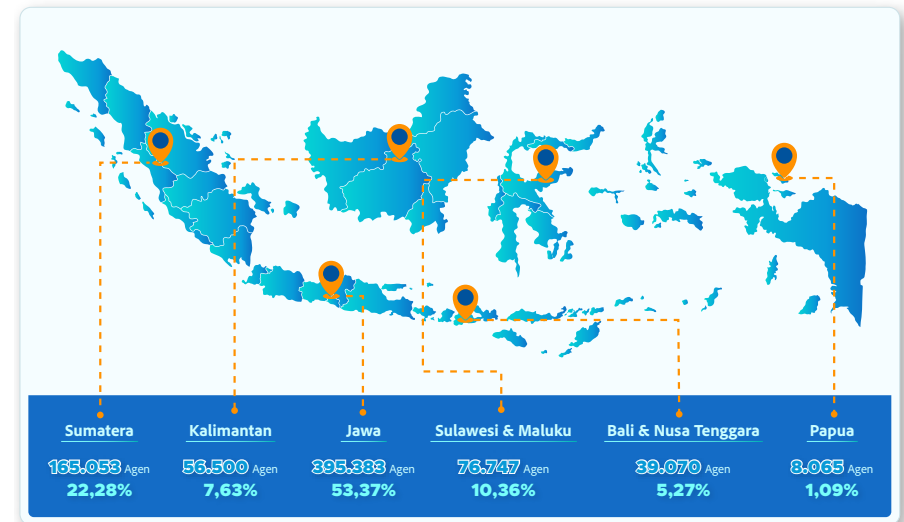 Sumatera
165.053 Agen
22,28%
Kalimantan
56.500 Agen
7,63%
Jawa
395.383 Agen
53,37%
Sulawesi & Maluku
76.747 Agen
10,36%
Bali & Nusa Tenggara
39.070 Agen
5,27%
Papua
8.065 Agen
1,09%